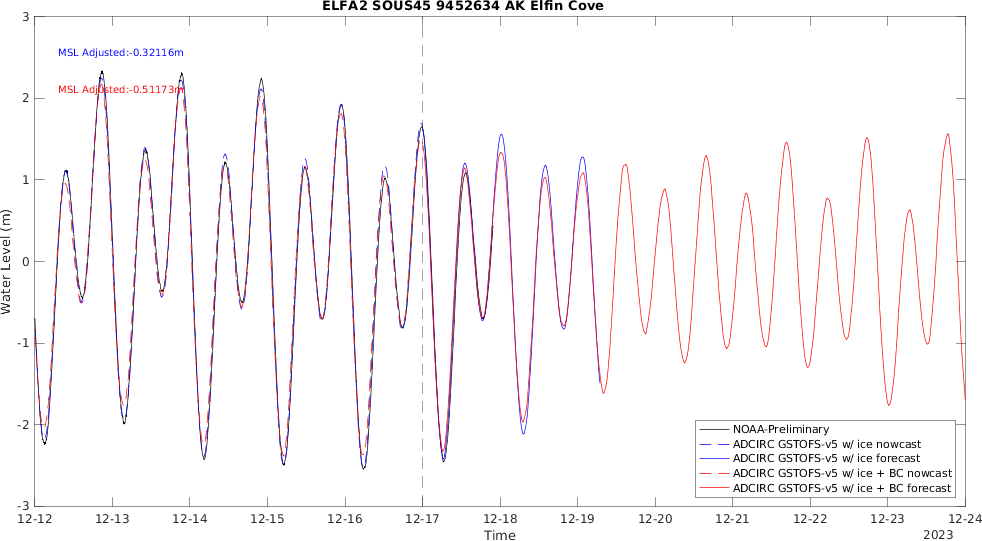 ELFA2 SOUS45 9452634 AK Elfin Cove
MSL Adjusted:-0.32116m
MSL Adjusted:-0.51173m
Water Level (m)
3
2
1
0
-1
-2
-3
NOAA-Preliminary
ADCIRC GSTOFS-v5 w/ ice nowcast
ADCIRC GSTOFS-v5 w/ ice forecast
ADCIRC GSTOFS-v5 w/ ice + BC nowcast
ADCIRC GSTOFS-v5 w/ ice + BC forecast
12-12 12-13 12-14 12-15 12-16 12-17 12-18 12-19 12-20 12-21 12-22 12-23 12-24
Time
2023